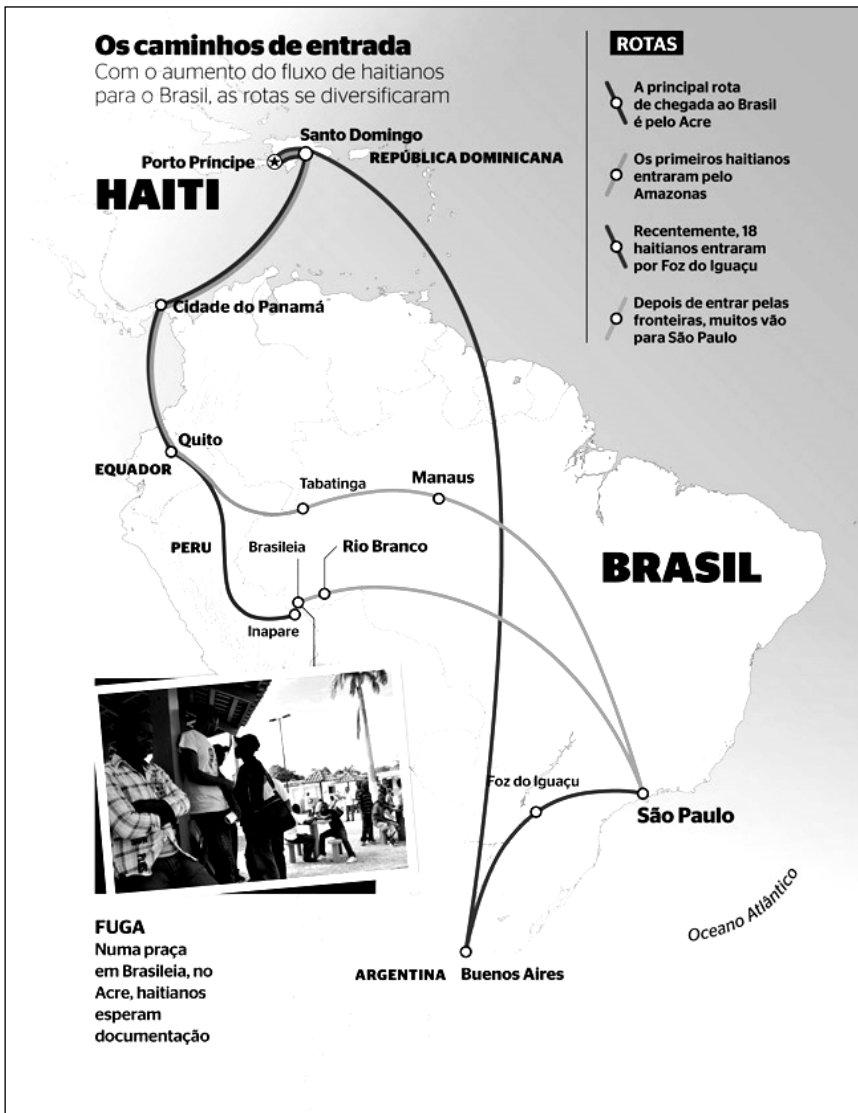 Os caminhos de entrada
Com o aumento do fluxo de haitianos
para o Brasil, as rotas se diversificaram
ROTAS
A principal rota
de chegada ao Brasil
é pelo Acre
Os primeiros haitianos
entraram pelo
Amazonas
Recentemente, 18
haitianos entraram
por Foz do Iguaçu
Depois de entrar pelas
fronteiras, muitos vão
para São Paulo
Santo Domingo
Porto Príncipe
REPÚBLICA DOMINICANA
HAITI
Cidade do Panamá
Quito
EQUADOR
Tabatinga
Manaus
PERU
Brasileia
Rio Branco
BRASIL
Inapare
Foz do Iguaçu
São Paulo
Oceano Atlântico
ARGENTINA
Buenos Aires
FUGA
Numa praça
em Brasileia, no
Acre, haitianos
esperam
documentação